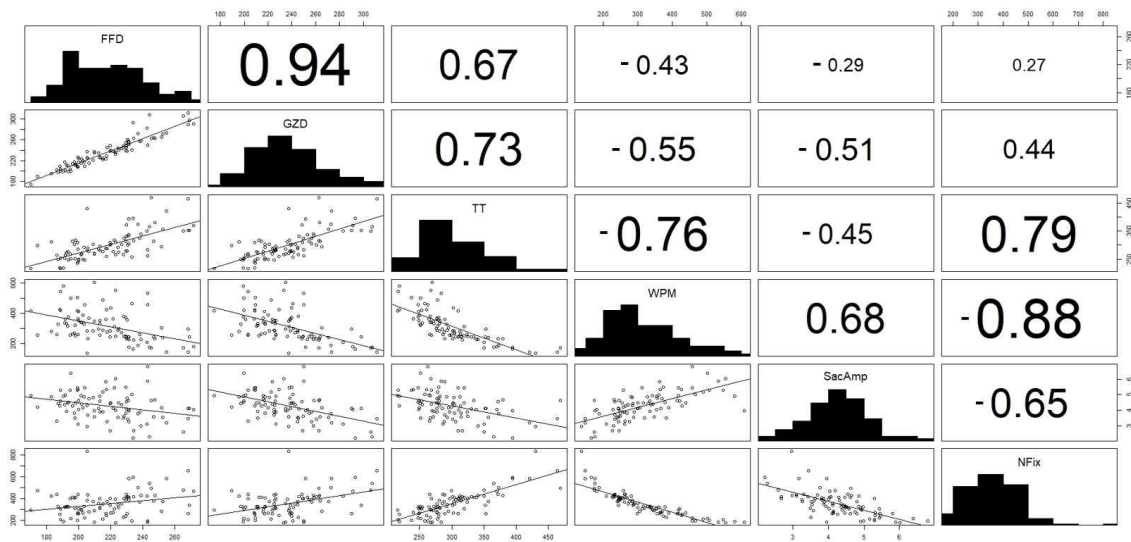 180 200 220 240 260 280 300
200 300 400 500 600
200 300 400 500 600 700 800
FFD 0.94 0.67 - 0.43 - 0.29 0.27
180 220 260
160 200 240 300
GZD 0.73 - 0.55 - 0.51 0.44
TT - 0.76 - 0.45 0.79
250 350 450
200 400 600
WPM 0.68 - 0.88
SacAmp - 0.65
3 4 5 6
200 400 600 800
NFix
180 200 220 240 260
250 300 350 400 450
3 4 5 6